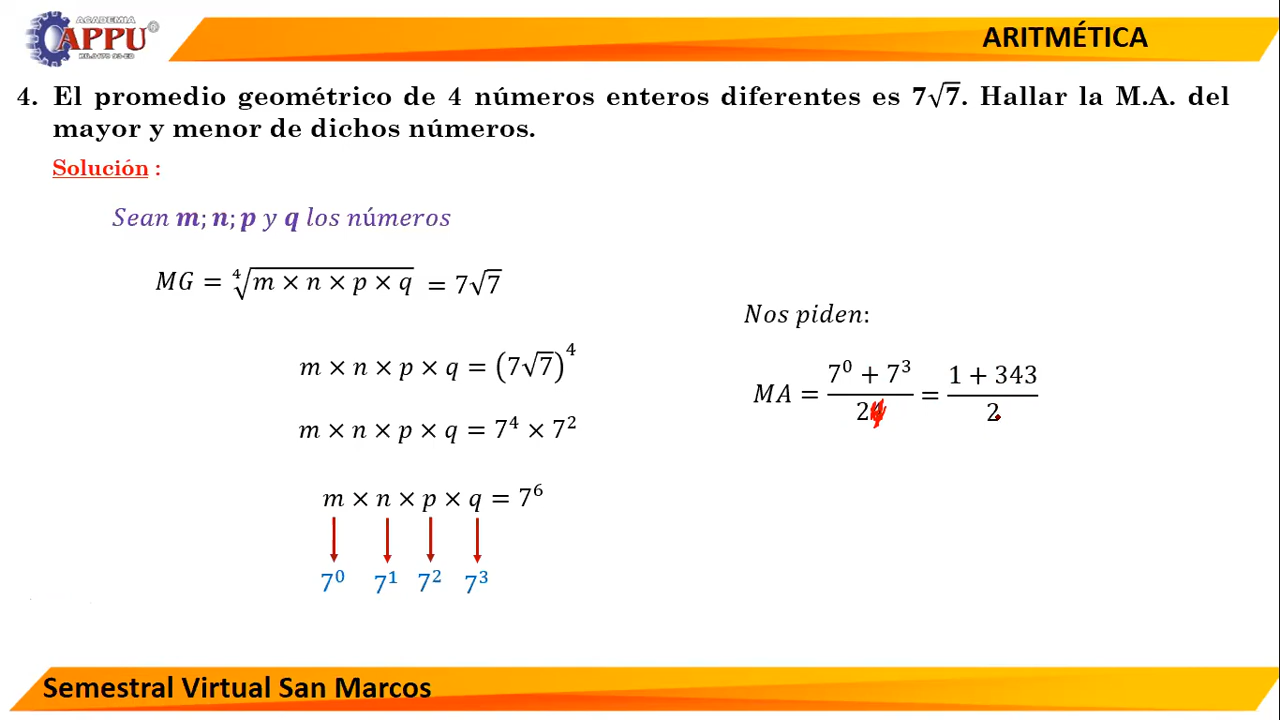 ACADEMIA
APPU®
ARITMÉTICA
4. El promedio geométrico de 4 números enteros diferentes es 7√7. Hallar la M.A. del
mayor y menor de dichos números.
Solución :
Sean m; n; p y q los números
MG = ∜(m × n × p × q) = 7√7
Nos piden:
m × n × p × q = (7√7)⁴
MA = (7⁰ + 7³)/2 = (1 + 343)/2
m × n × p × q = 7⁴ × 7²
m × n × p × q = 7⁶
7⁰ 7¹ 7² 7³
Semestral Virtual San Marcos